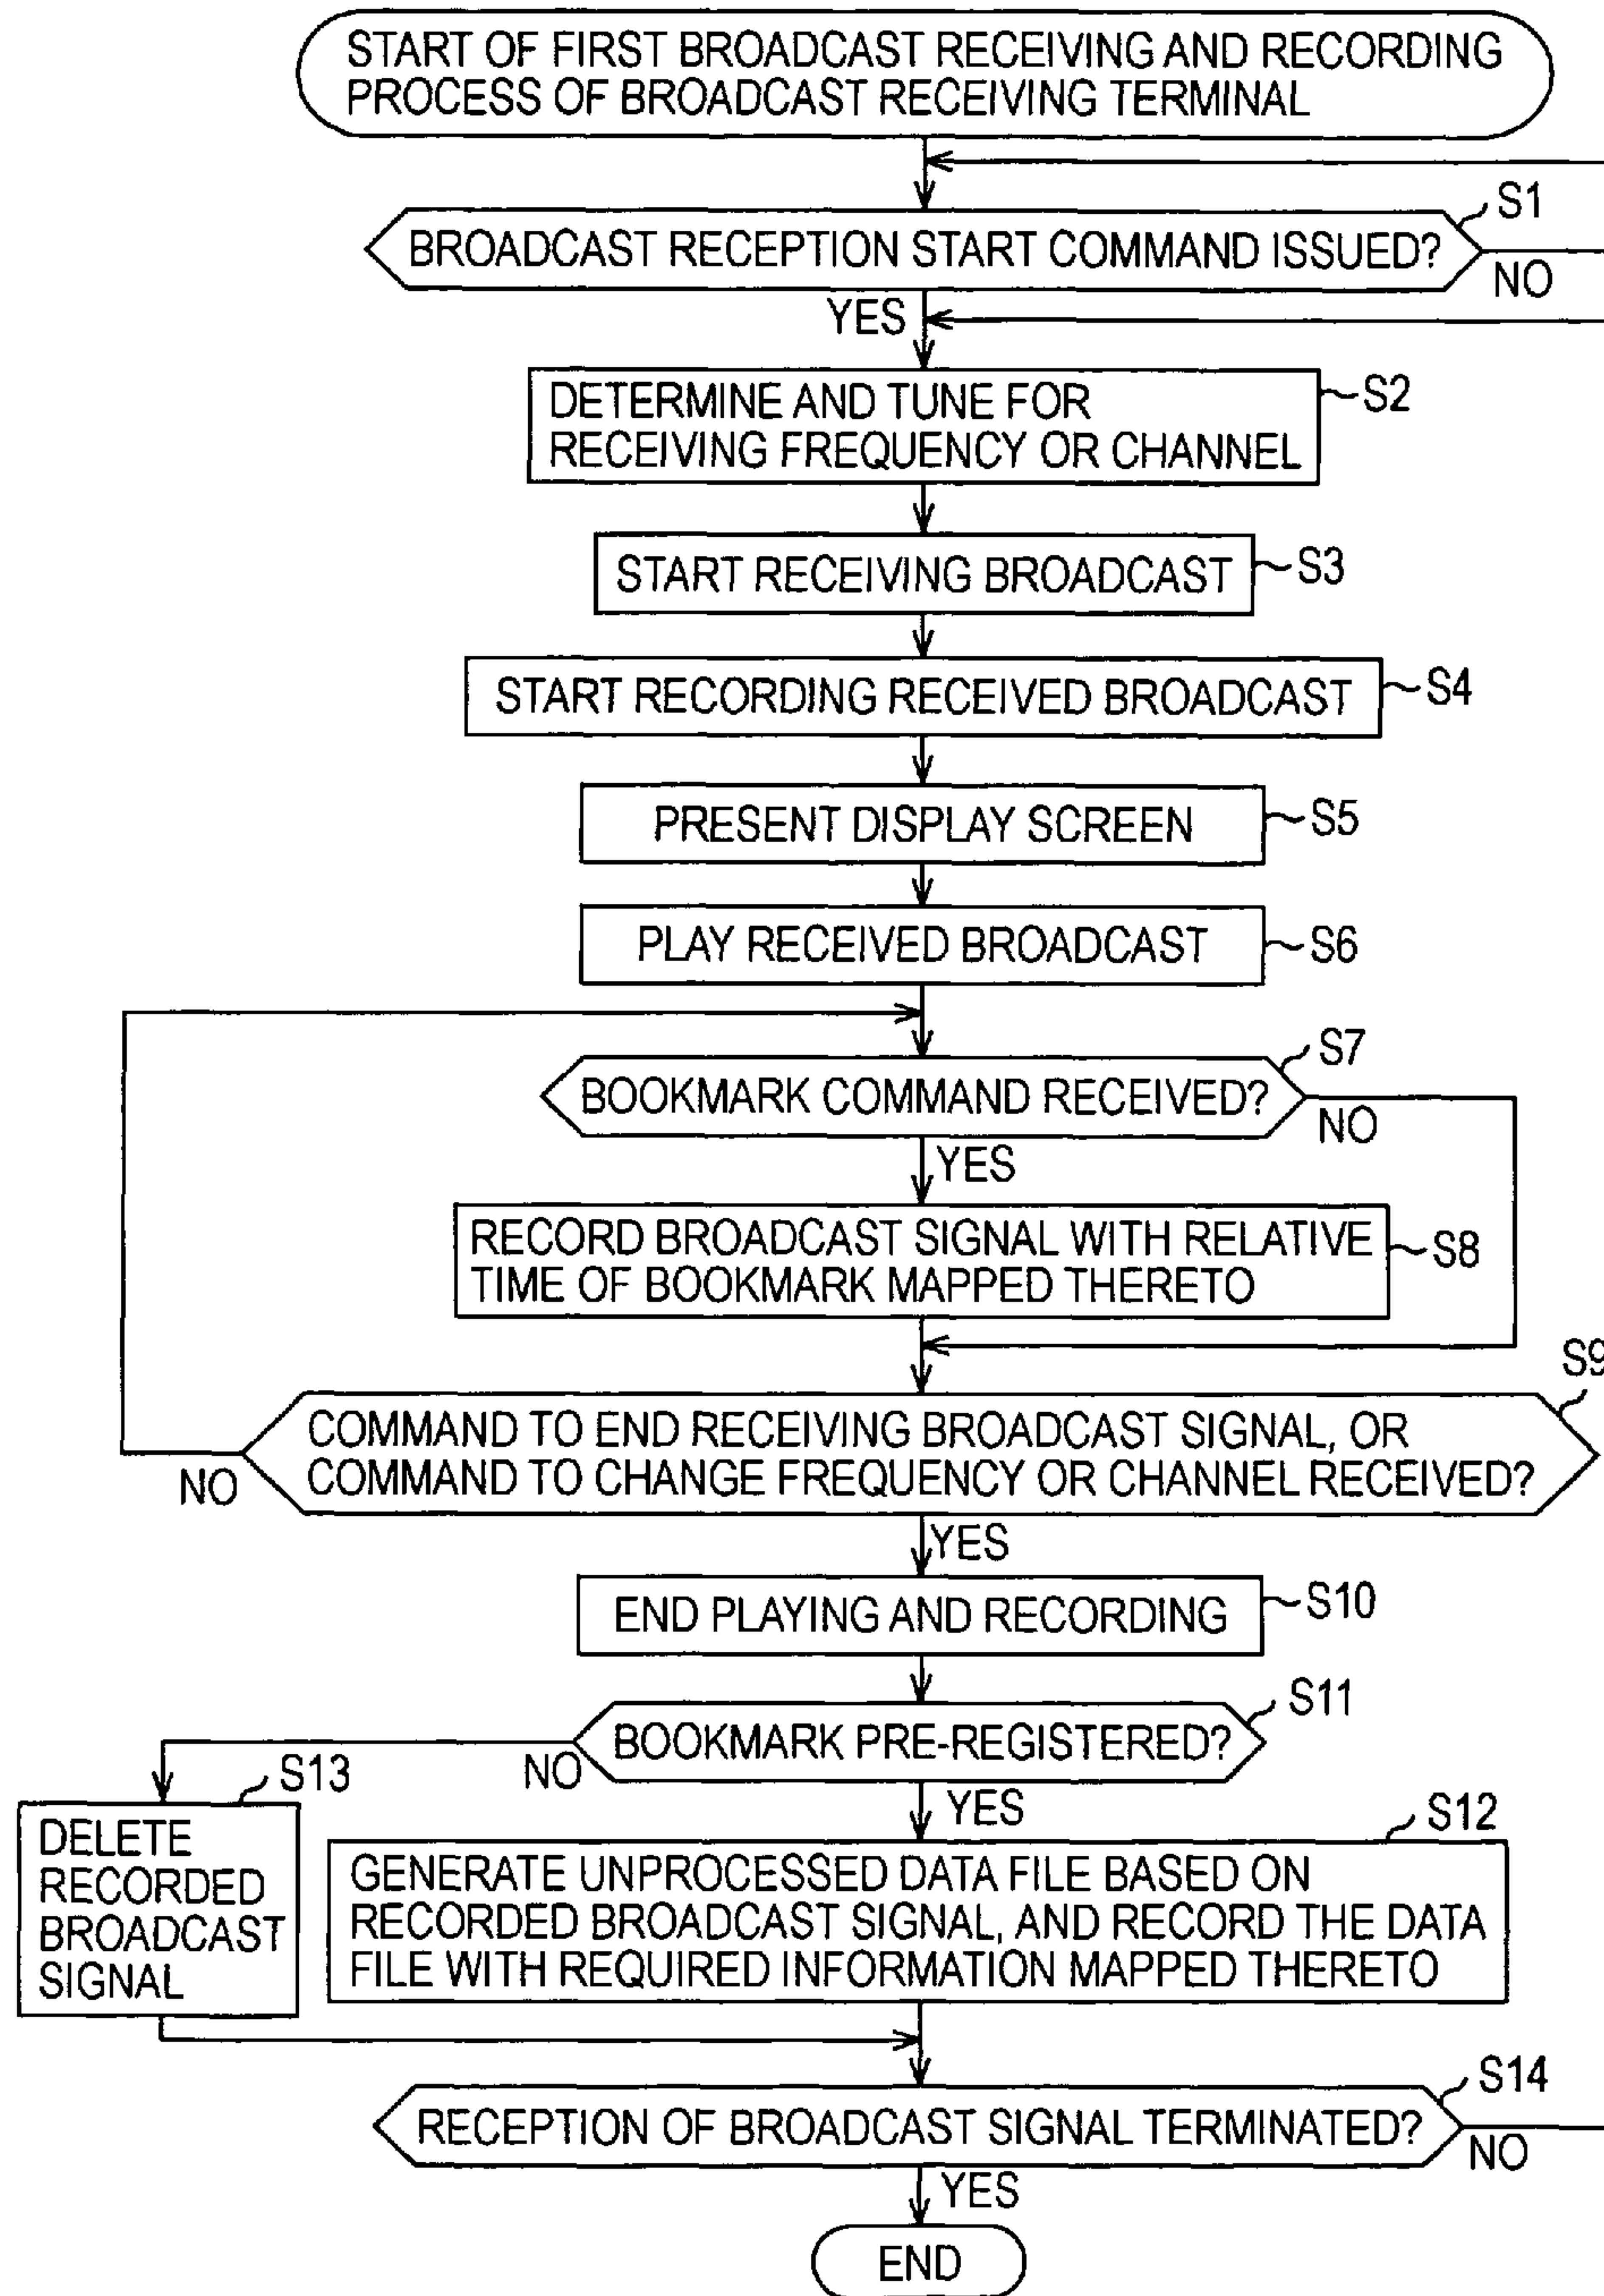 START OF FIRST BROADCAST RECEIVING AND RECORDING
PROCESS OF BROADCAST RECEIVING TERMINAL
S1
BROADCAST RECEPTION START COMMAND ISSUED?
NO
YES
S2
DETERMINE AND TUNE FOR
RECEIVING FREQUENCY OR CHANNEL
START RECEIVING BROADCAST
S3
START RECORDING RECEIVED BROADCAST
S4
PRESENT DISPLAY SCREEN
S5
PLAY RECEIVED BROADCAST
S6
S7
BOOKMARK COMMAND RECEIVED?
NO
YES
RECORD BROADCAST SIGNAL WITH RELATIVE
TIME OF BOOKMARK MAPPED THERETO
S8
S9
COMMAND TO END RECEIVING BROADCAST SIGNAL, OR
COMMAND TO CHANGE FREQUENCY OR CHANNEL RECEIVED?
NO
YES
END PLAYING AND RECORDING
S10
S11
BOOKMARK PRE-REGISTERED?
NO
YES
S13
DELETE
RECORDED
BROADCAST
SIGNAL
S12
GENERATE UNPROCESSED DATA FILE BASED ON
RECORDED BROADCAST SIGNAL, AND RECORD THE DATA
FILE WITH REQUIRED INFORMATION MAPPED THERETO
S14
RECEPTION OF BROADCAST SIGNAL TERMINATED?
NO
YES
END